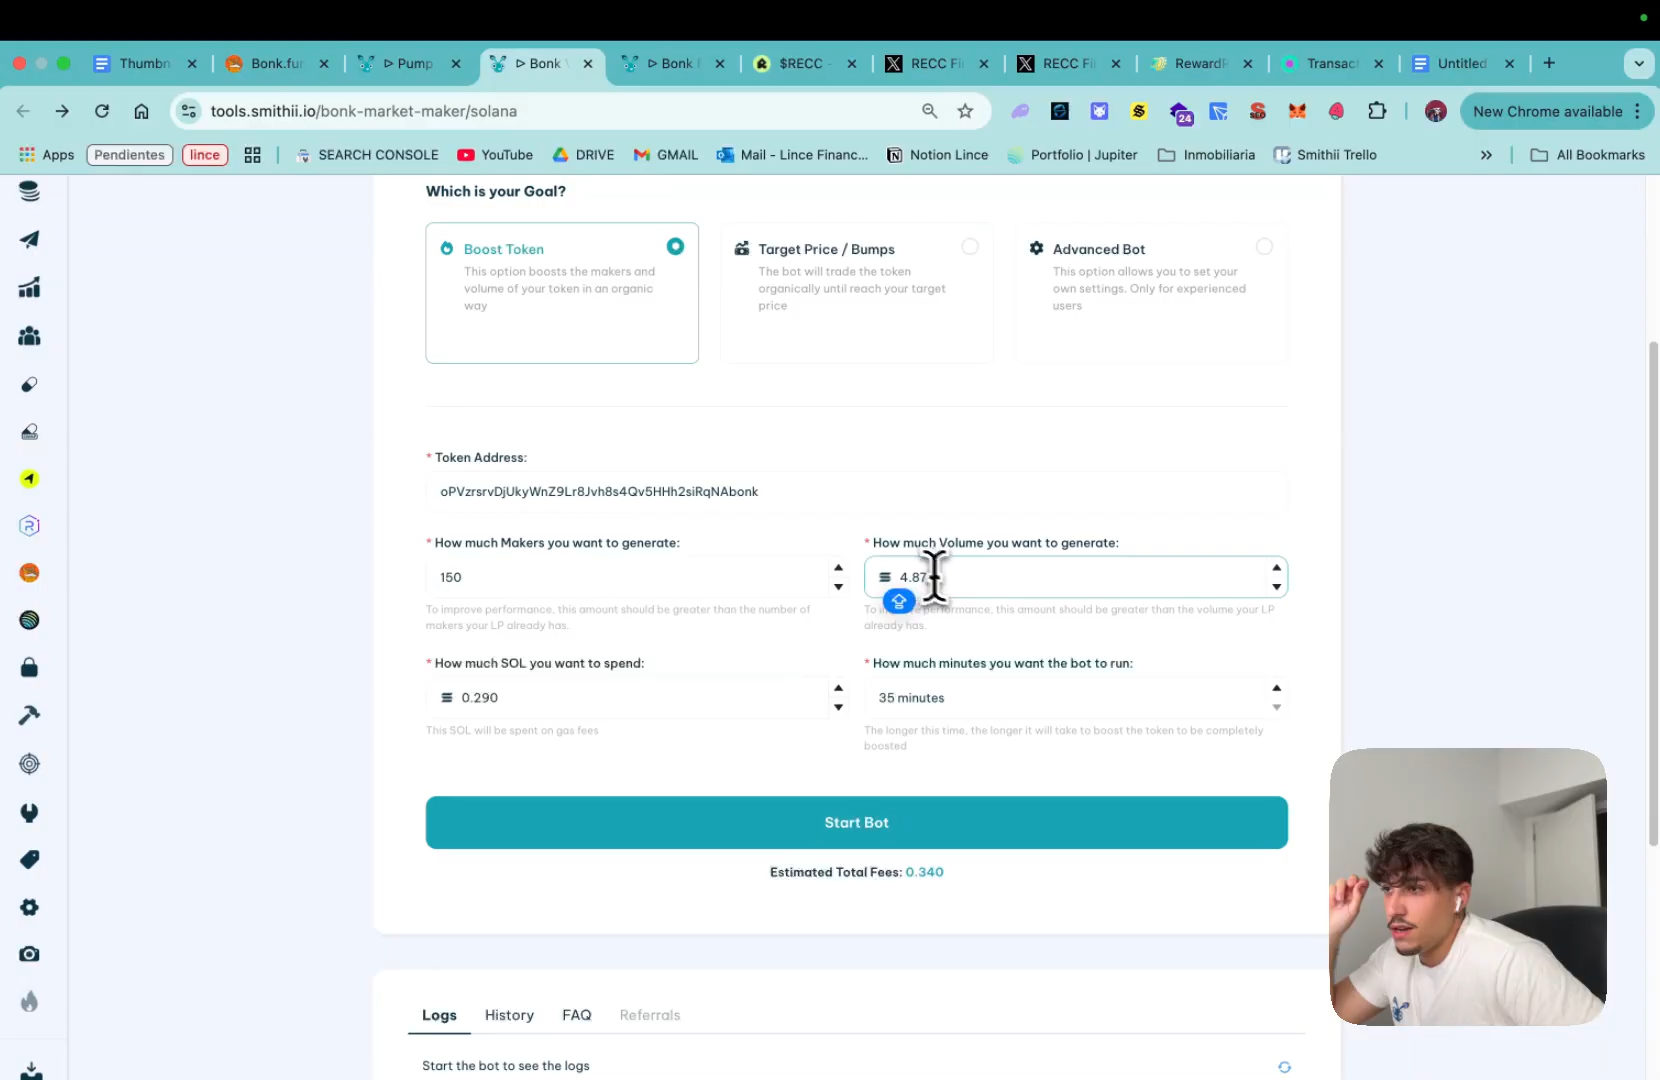 Thumbn
Bonk.fur
▷ Pump
▷ Bonk
▷ Bonk
$RECC -
RECC Fi
RECC Fi
Reward
Transac
Untitled
tools.smithii.io/bonk-market-maker/solana
24
New Chrome available
Apps
Pendientes
lince
SEARCH CONSOLE
YouTube
DRIVE
GMAIL
Mail - Lince Financ...
Notion Lince
Portfolio | Jupiter
Inmobiliaria
Smithii Trello
All Bookmarks
Which is your Goal?
Boost Token
This option boosts the makers and
volume of your token in an organic
way
Target Price / Bumps
The bot will trade the token
organically until reach your target
price
Advanced Bot
This option allows you to set your
own settings. Only for experienced
users
* Token Address:
oPVzrsrvDjUkyWnZ9Lr8Jvh8s4Qv5HHh2siRqNAbonk
* How much Makers you want to generate:
150
To improve performance, this amount should be greater than the number of
makers your LP already has.
* How much Volume you want to generate:
4.87
performance, this amount should be greater than the volume your LP
already has.
* How much SOL you want to spend:
0.290
This SOL will be spent on gas fees
* How much minutes you want the bot to run:
35 minutes
The longer this time, the longer it will take to boost the token to be completely
boosted
Start Bot
Estimated Total Fees: 0.340
Logs
History
FAQ
Referrals
Start the bot to see the logs